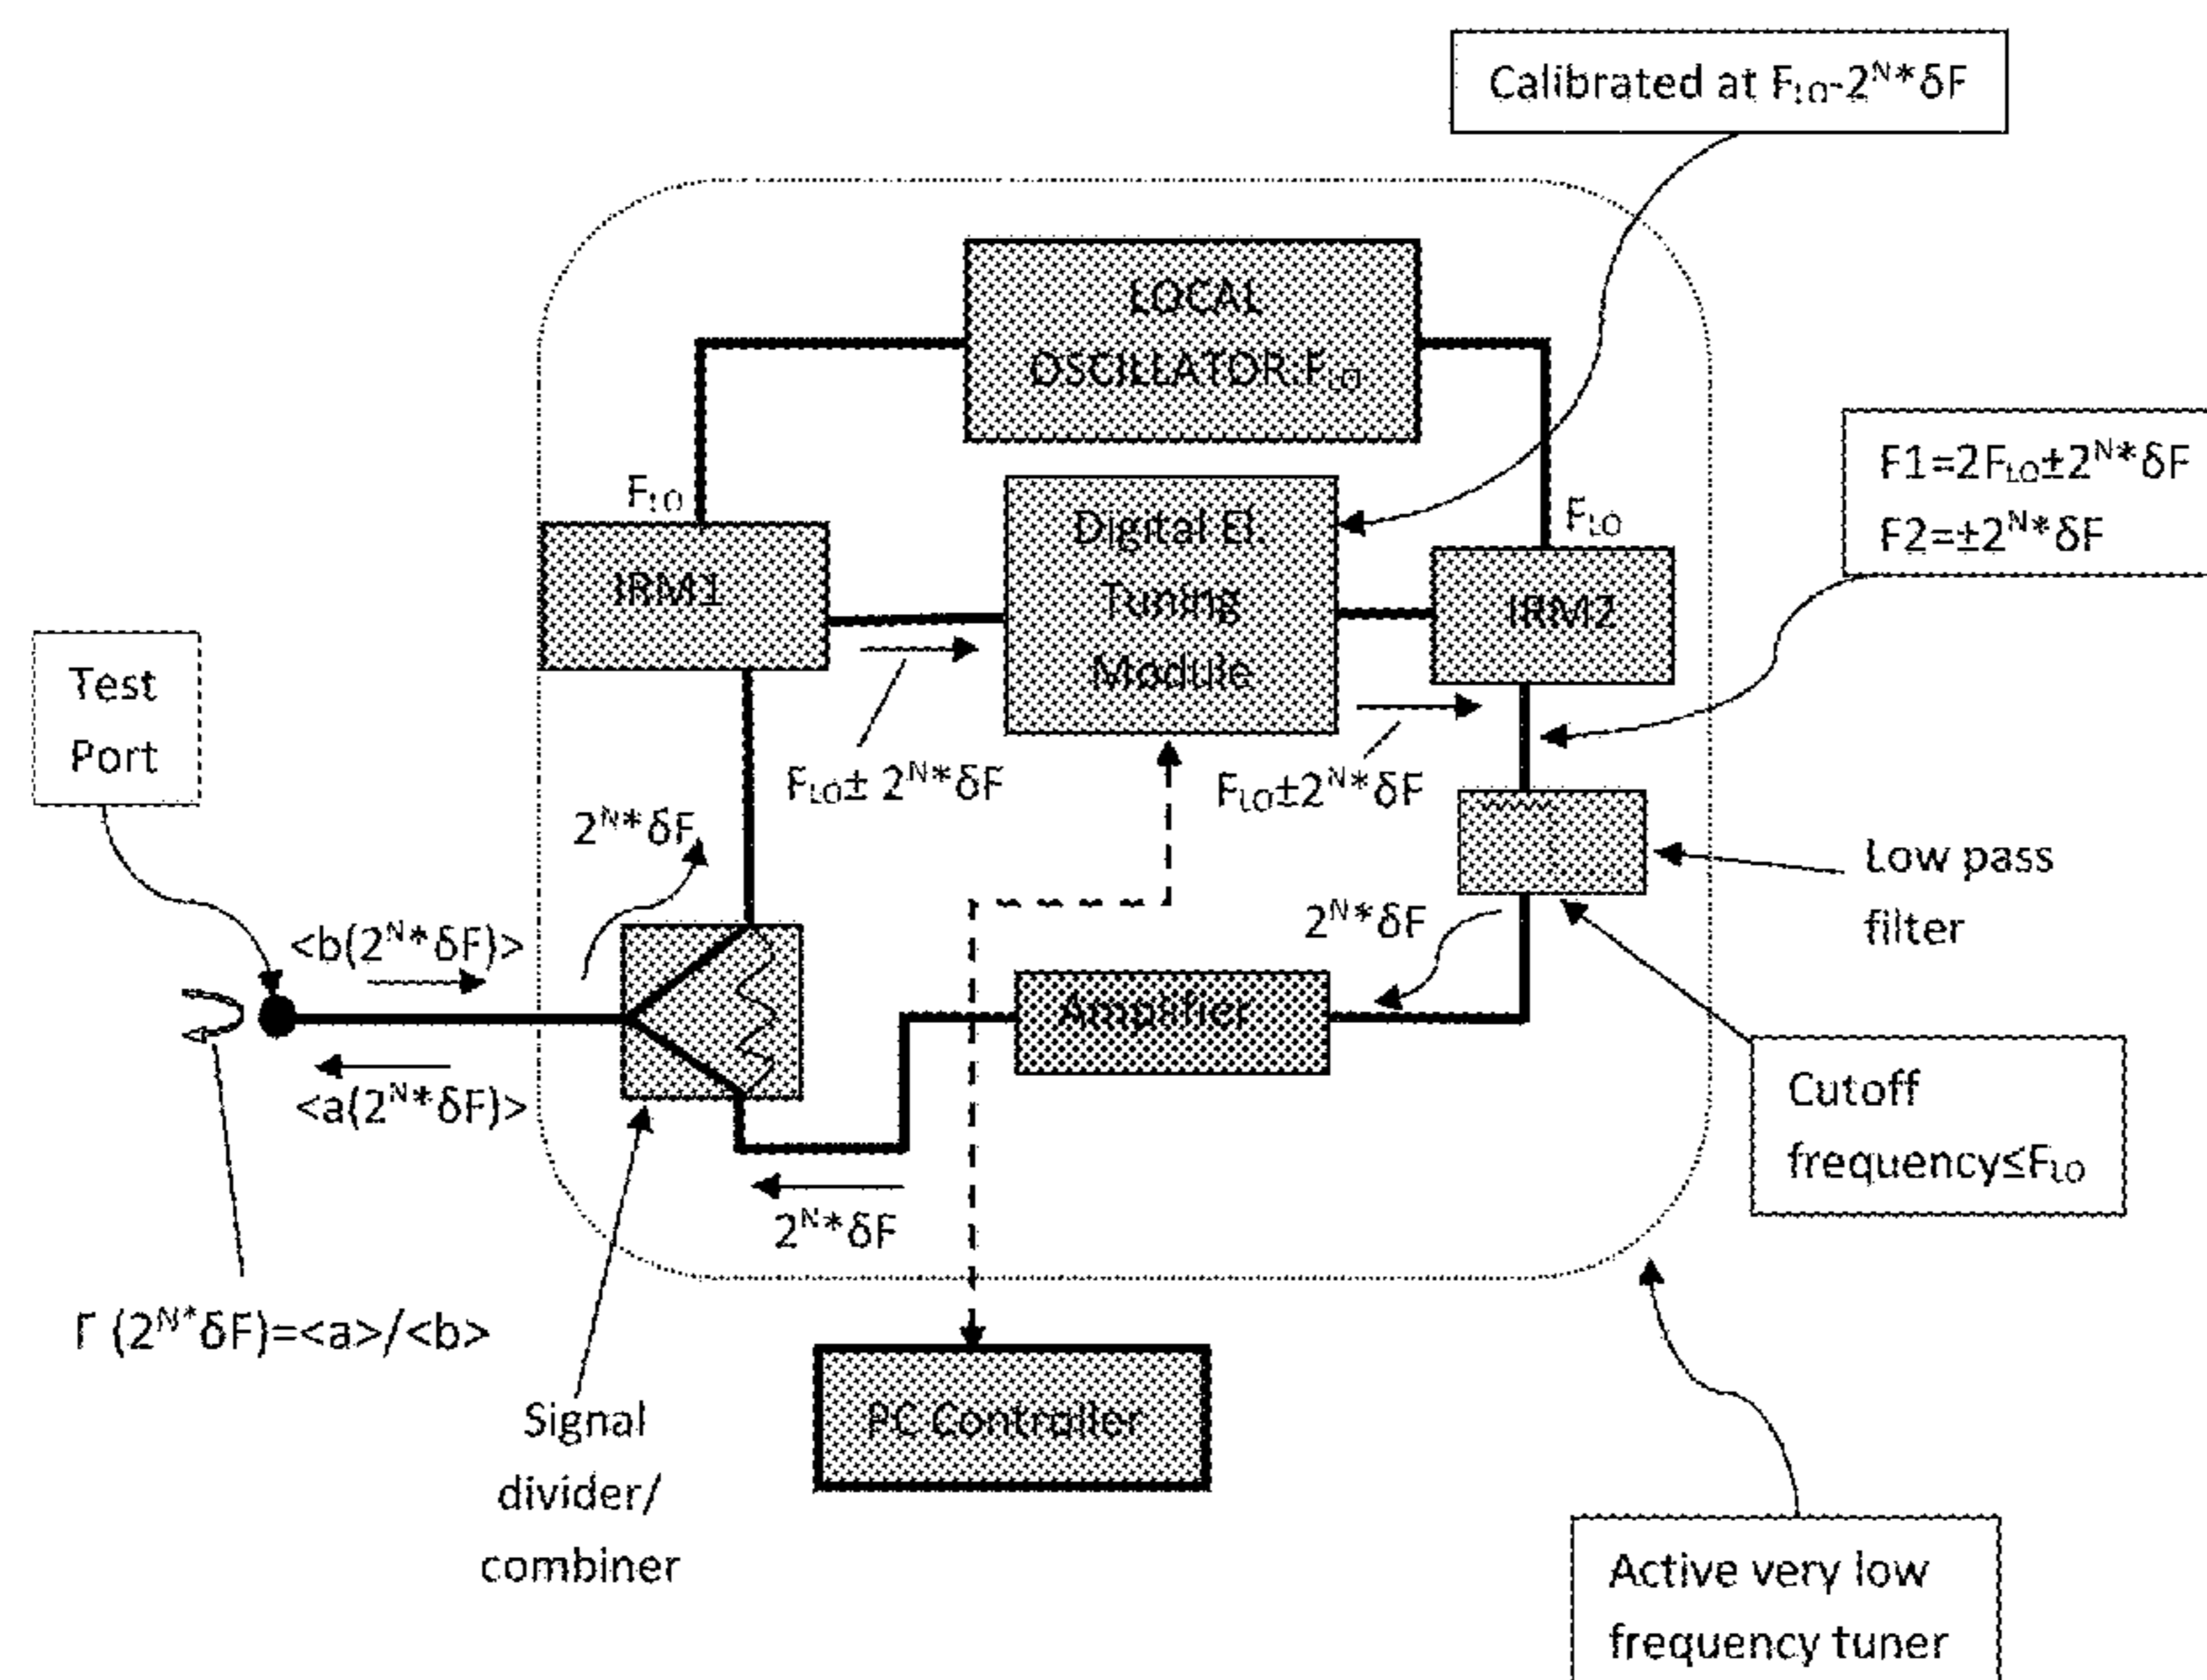 Calibrated at F_LO-2^N*δF
LOCAL
OSCILLATOR:F_LO
F1=2F_LO±2^N*δF
F2=±2^N*δF
F_LO
F_LO
Digital El.
Tuning
Module
IRM1
IRM2
Test
Port
F_LO± 2^N*δF
F_LO±2^N*δF
2^N*δF
Low pass
filter
2^N*δF
<b(2^N*δF)>
Amplifier
<a(2^N*δF)>
Cutoff
frequency≤F_LO
2^N*δF
Γ (2^N*δF)=<a>/<b>
PC Controller
Signal
divider/
combiner
Active very low
frequency tuner